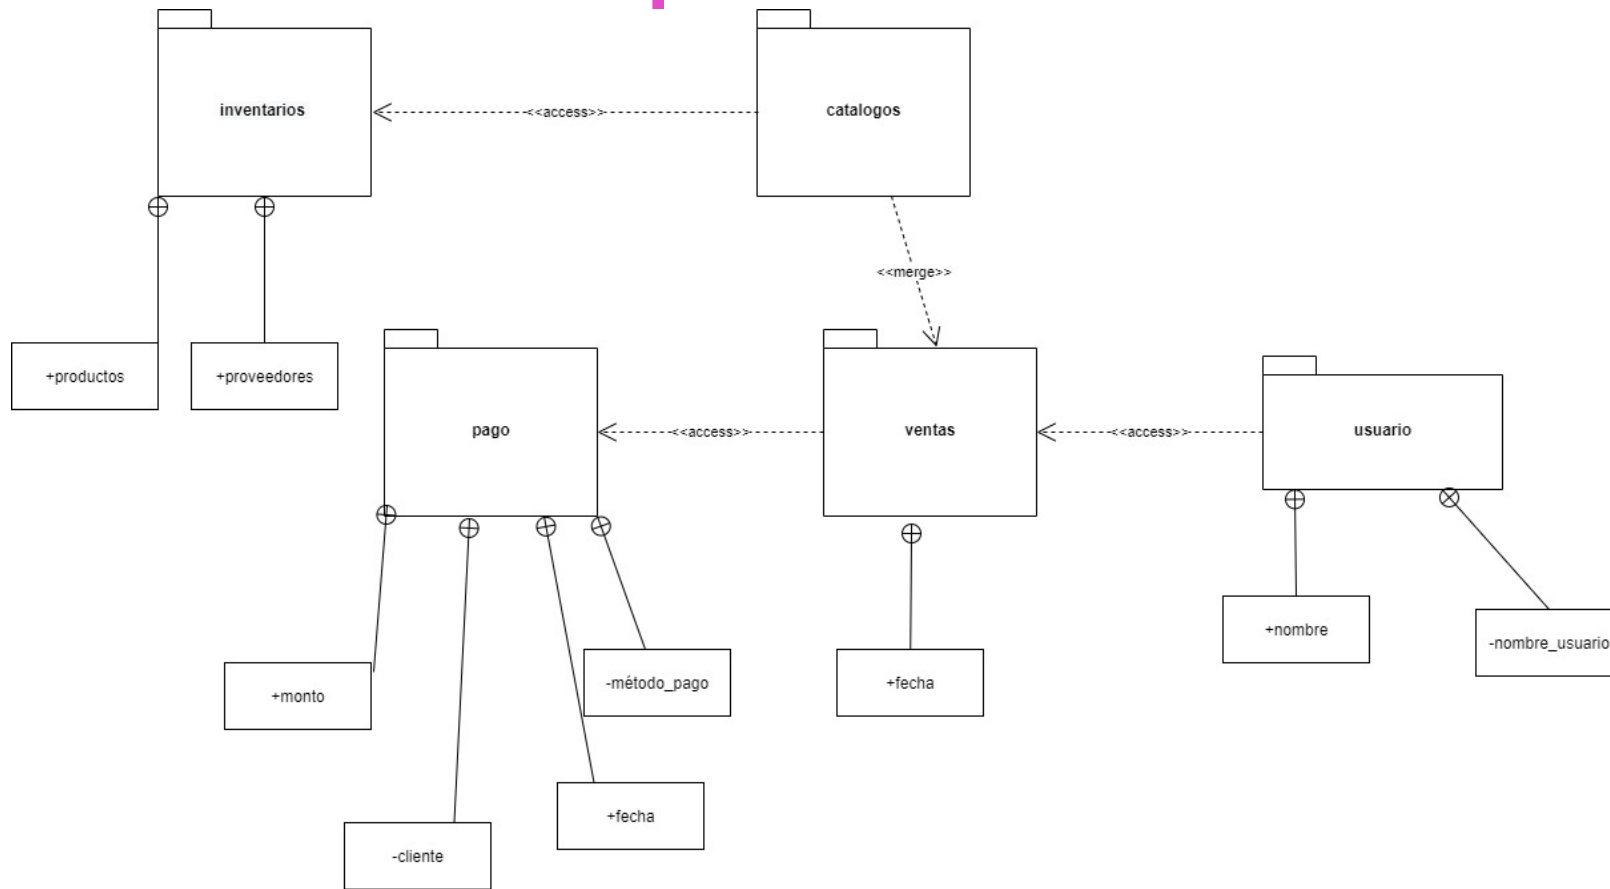 inventarios
<<access>>
catalogos
<<merge>>
+productos
+proveedores
pago
<<access>>
ventas
<<access>>
usuario
+nombre
-nombre_usuario
+monto
-método_pago
+fecha
+fecha
-cliente